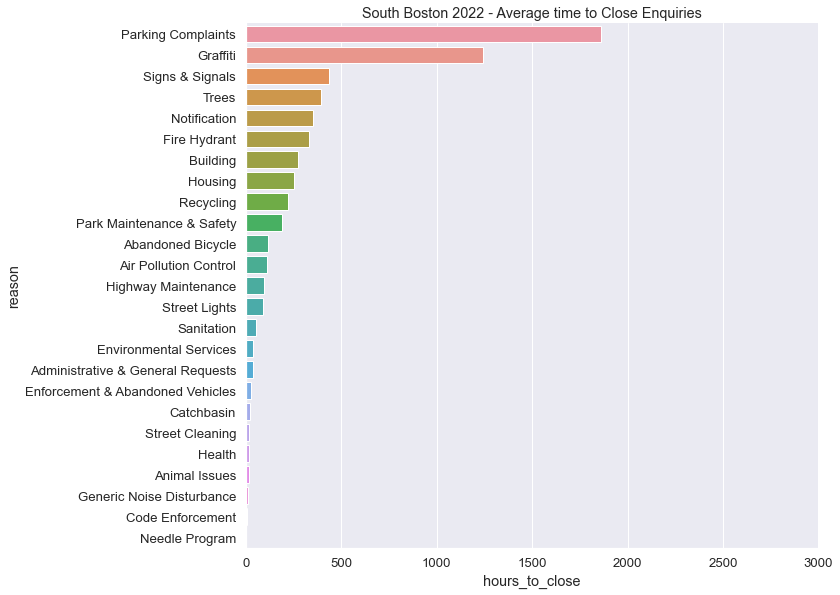 South Boston 2022 - Average time to Close Enquiries
Parking Complaints
Graffiti
Signs & Signals
Trees
Notification
Fire Hydrant
Building
Housing
Recycling
Park Maintenance & Safety
Abandoned Bicycle
Air Pollution Control
Highway Maintenance
Street Lights
Sanitation
Environmental Services
Administrative & General Requests
Enforcement & Abandoned Vehicles
Catchbasin
Street Cleaning
Health
Animal Issues
Generic Noise Disturbance
Code Enforcement
Needle Program
reason
0 500 1000 1500 2000 2500 3000
hours_to_close